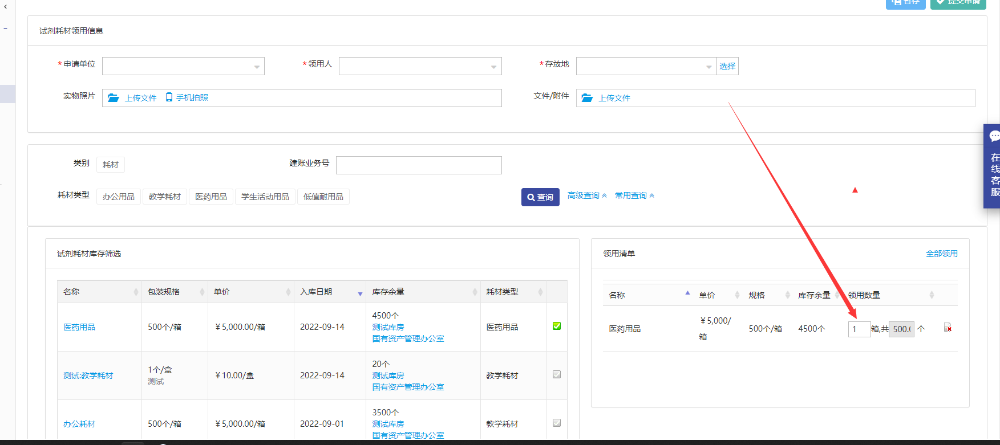 暂存 提交申请
试剂耗材领用信息
*申请单位 *领用人 *存放地 选择
实物照片 上传文件 手机拍照 文件/附件 上传文件
类别 耗材 建账业务号
耗材类型 办公用品 教学耗材 医药用品 学生活动用品 低值耐用品 查询 高级查询 常用查询
在线客服
试剂耗材库存筛选
名称 包装规格 单价 入库日期 库存余量 耗材类型
医药用品 500个/箱 ￥5,000.00/箱 2022-09-14 4500个 测试库房 国有资产管理办公室 医药用品
测试:教学耗材 1个/盒 测试 ￥10.00/盒 2022-09-14 20个 测试库房 国有资产管理办公室 教学耗材
办公耗材 500个/箱 ￥5,000.00/箱 2022-09-01 3500个 测试库房 国有资产管理办公室 教学耗材
领用清单 全部领用
名称 单价 规格 库存余量 领用数量
医药用品 ￥5,000/箱 500个/箱 4500个 1 箱,共 500.0 个